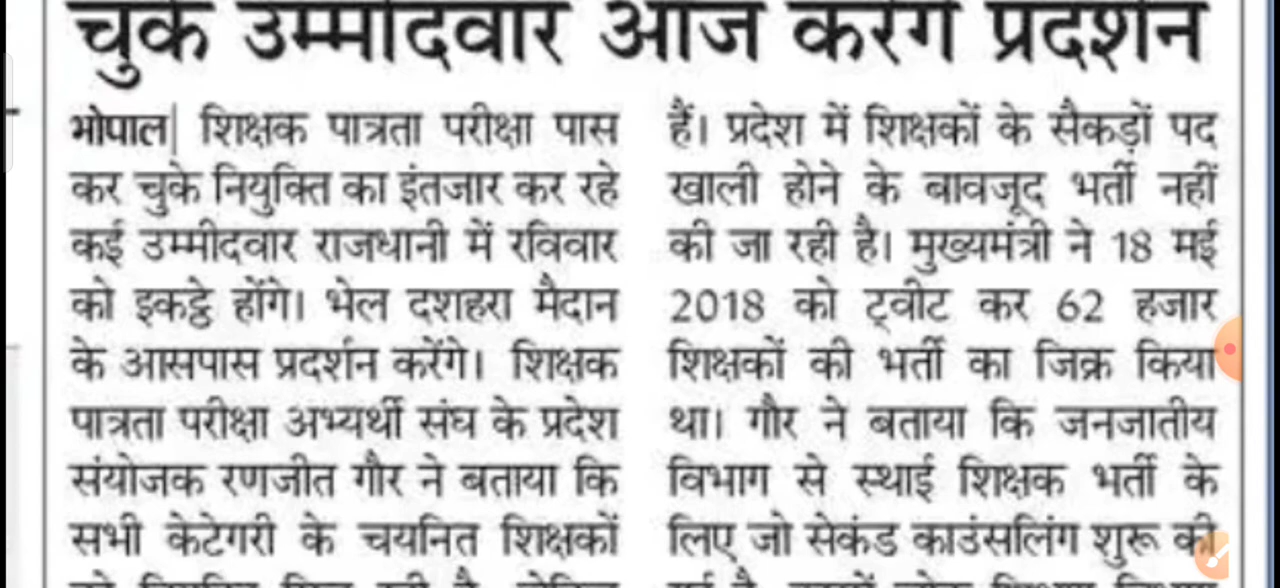 चुके उम्मीदवार आज करेंगे प्रदर्शन
भोपाल| शिक्षक पात्रता परीक्षा पास
कर चुके नियुक्ति का इंतजार कर रहे
कई उम्मीदवार राजधानी में रविवार
को इकट्ठे होंगे। भेल दशहरा मैदान
के आसपास प्रदर्शन करेंगे। शिक्षक
पात्रता परीक्षा अभ्यर्थी संघ के प्रदेश
संयोजक रणजीत गौर ने बताया कि
सभी केटेगरी के चयनित शिक्षकों
हैं। प्रदेश में शिक्षकों के सैकड़ों पद
खाली होने के बावजूद भर्ती नहीं
की जा रही है। मुख्यमंत्री ने 18 मई
2018 को ट्वीट कर 62 हजार
शिक्षकों की भर्ती का जिक्र किया
था। गौर ने बताया कि जनजातीय
विभाग से स्थाई शिक्षक भर्ती के
लिए जो सेकंड काउंसलिंग शुरू की